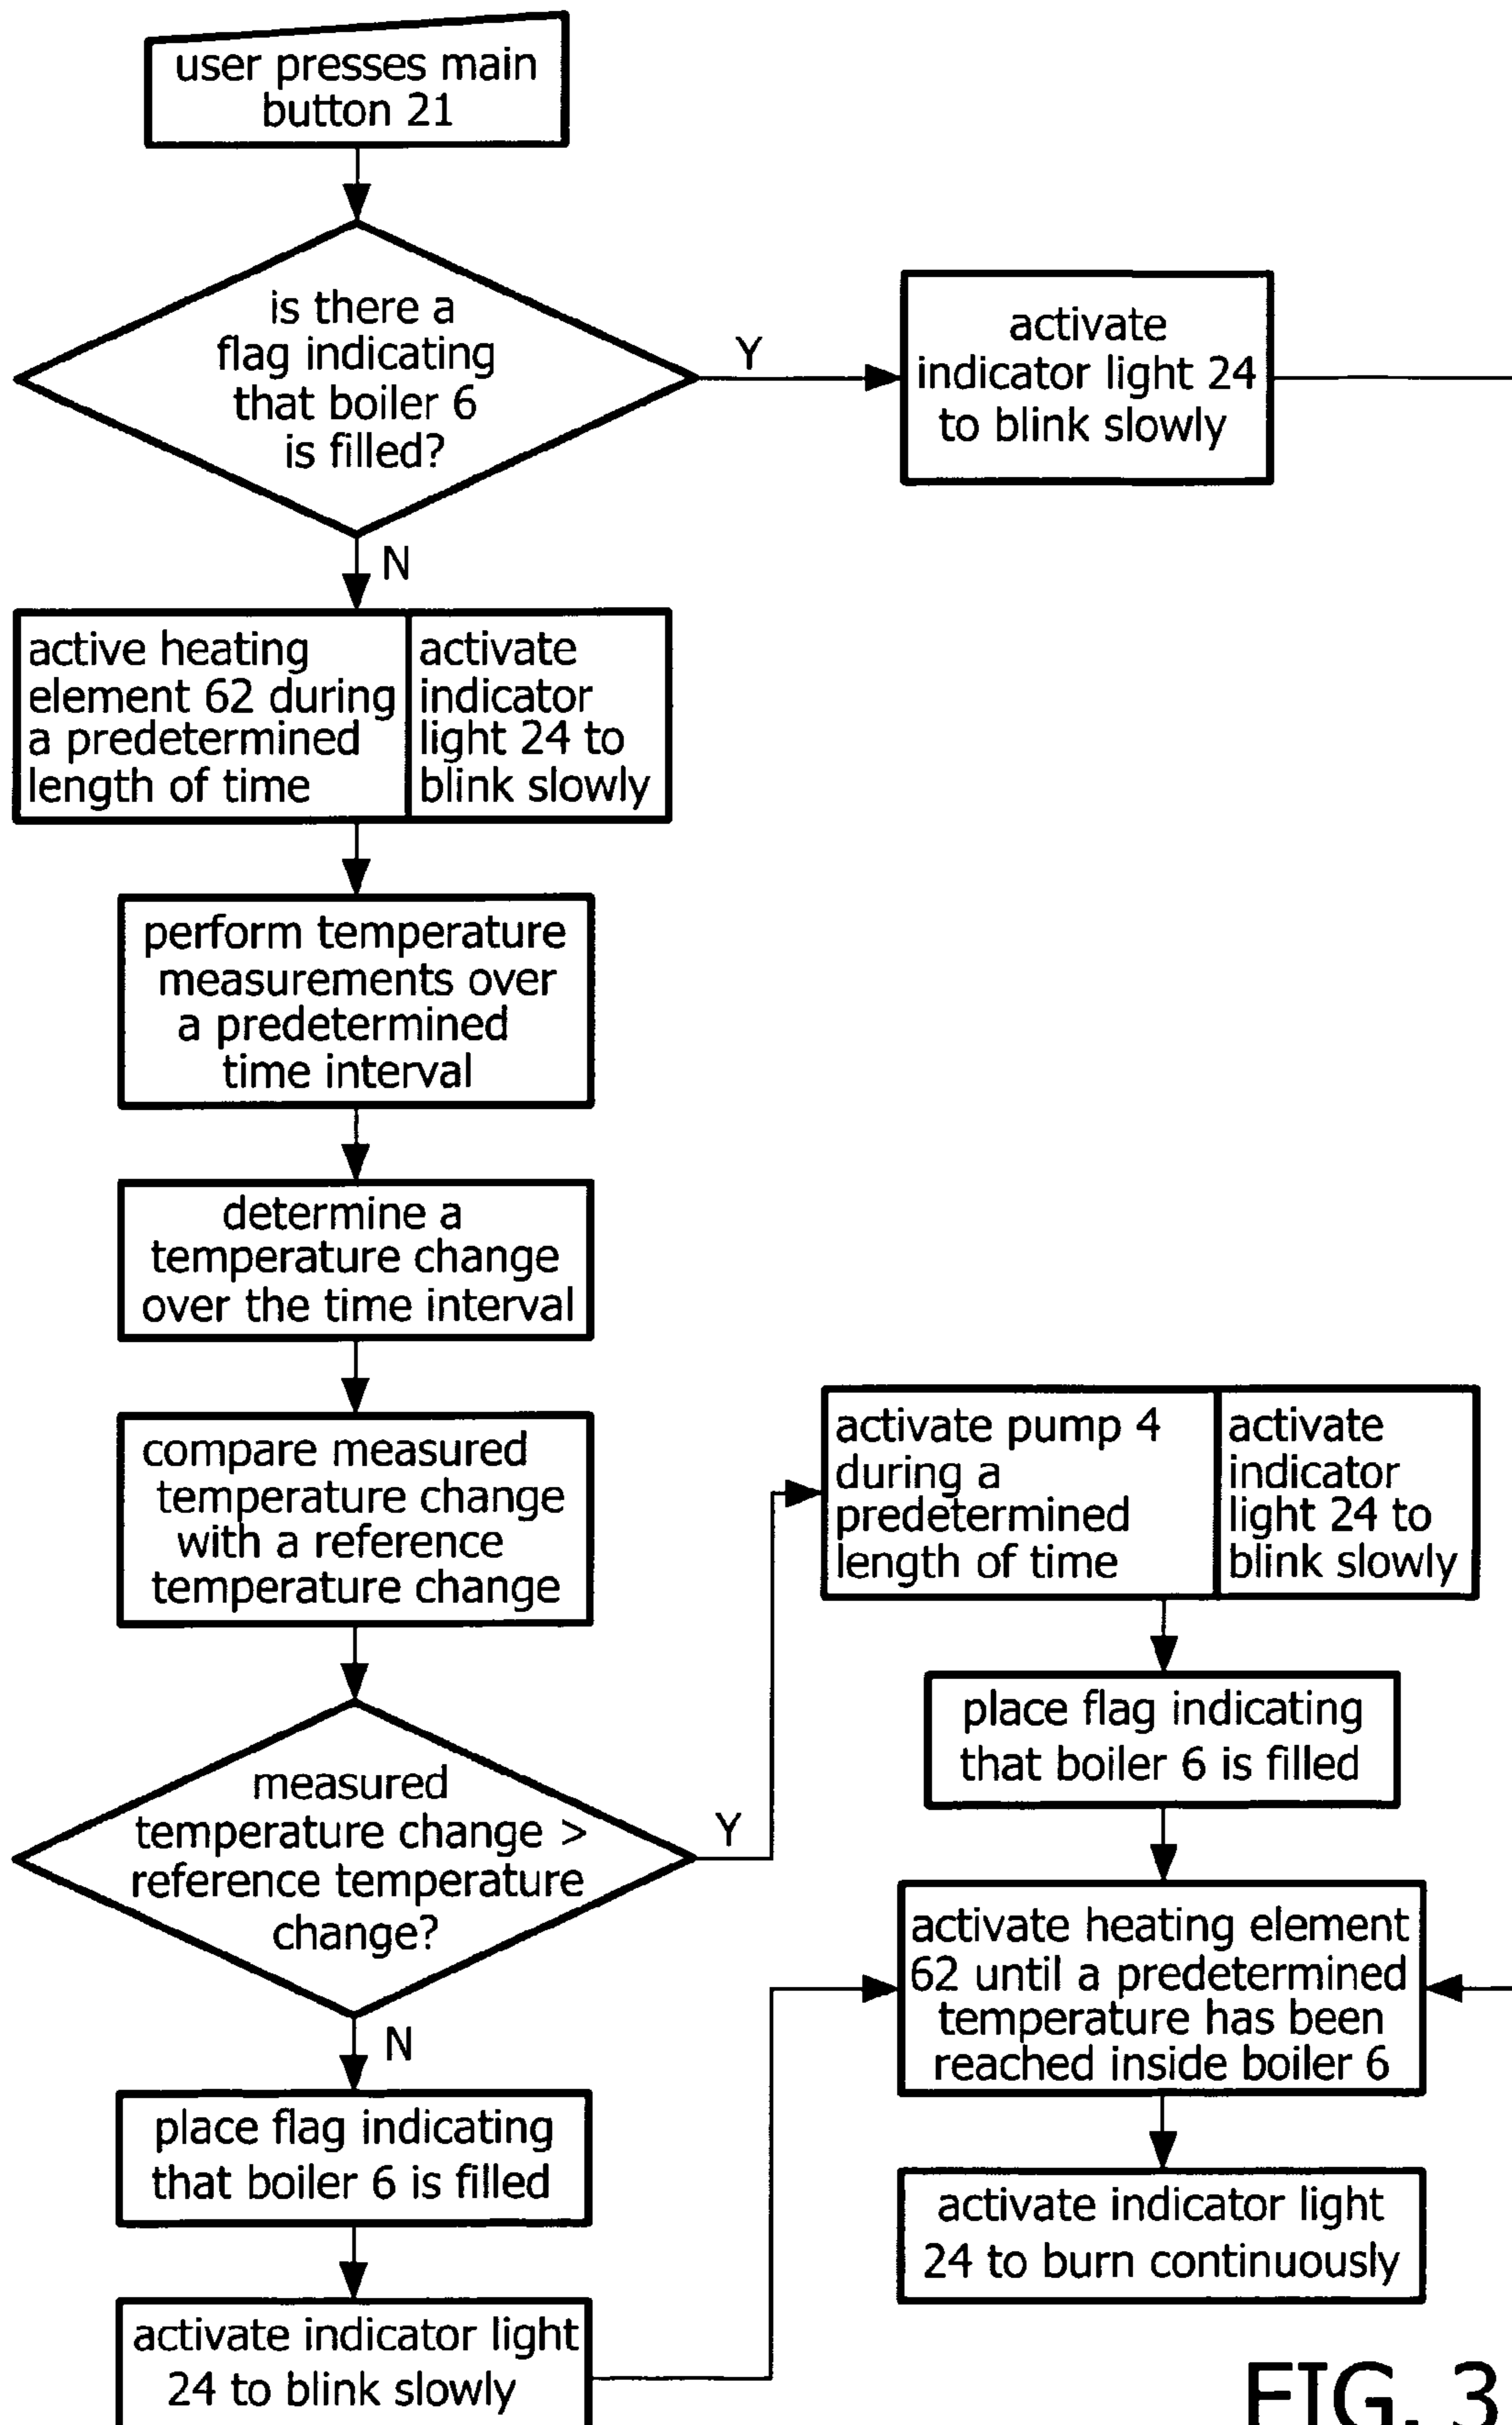 user presses main
button 21
is there a
flag indicating
that boiler 6
is filled?
Y
activate
indicator light 24
to blink slowly
N
active heating
element 62 during
a predetermined
length of time
activate
indicator
light 24 to
blink slowly
perform temperature
measurements over
a predetermined
time interval
determine a
temperature change
over the time interval
compare measured
temperature change
with a reference
temperature change
measured
temperature change >
reference temperature
change?
Y
activate pump 4
during a
predetermined
length of time
activate
indicator
light 24 to
blink slowly
place flag indicating
that boiler 6 is filled
activate heating element
62 until a predetermined
temperature has been
reached inside boiler 6
activate indicator light
24 to burn continuously
N
place flag indicating
that boiler 6 is filled
activate indicator light
24 to blink slowly
FIG. 3